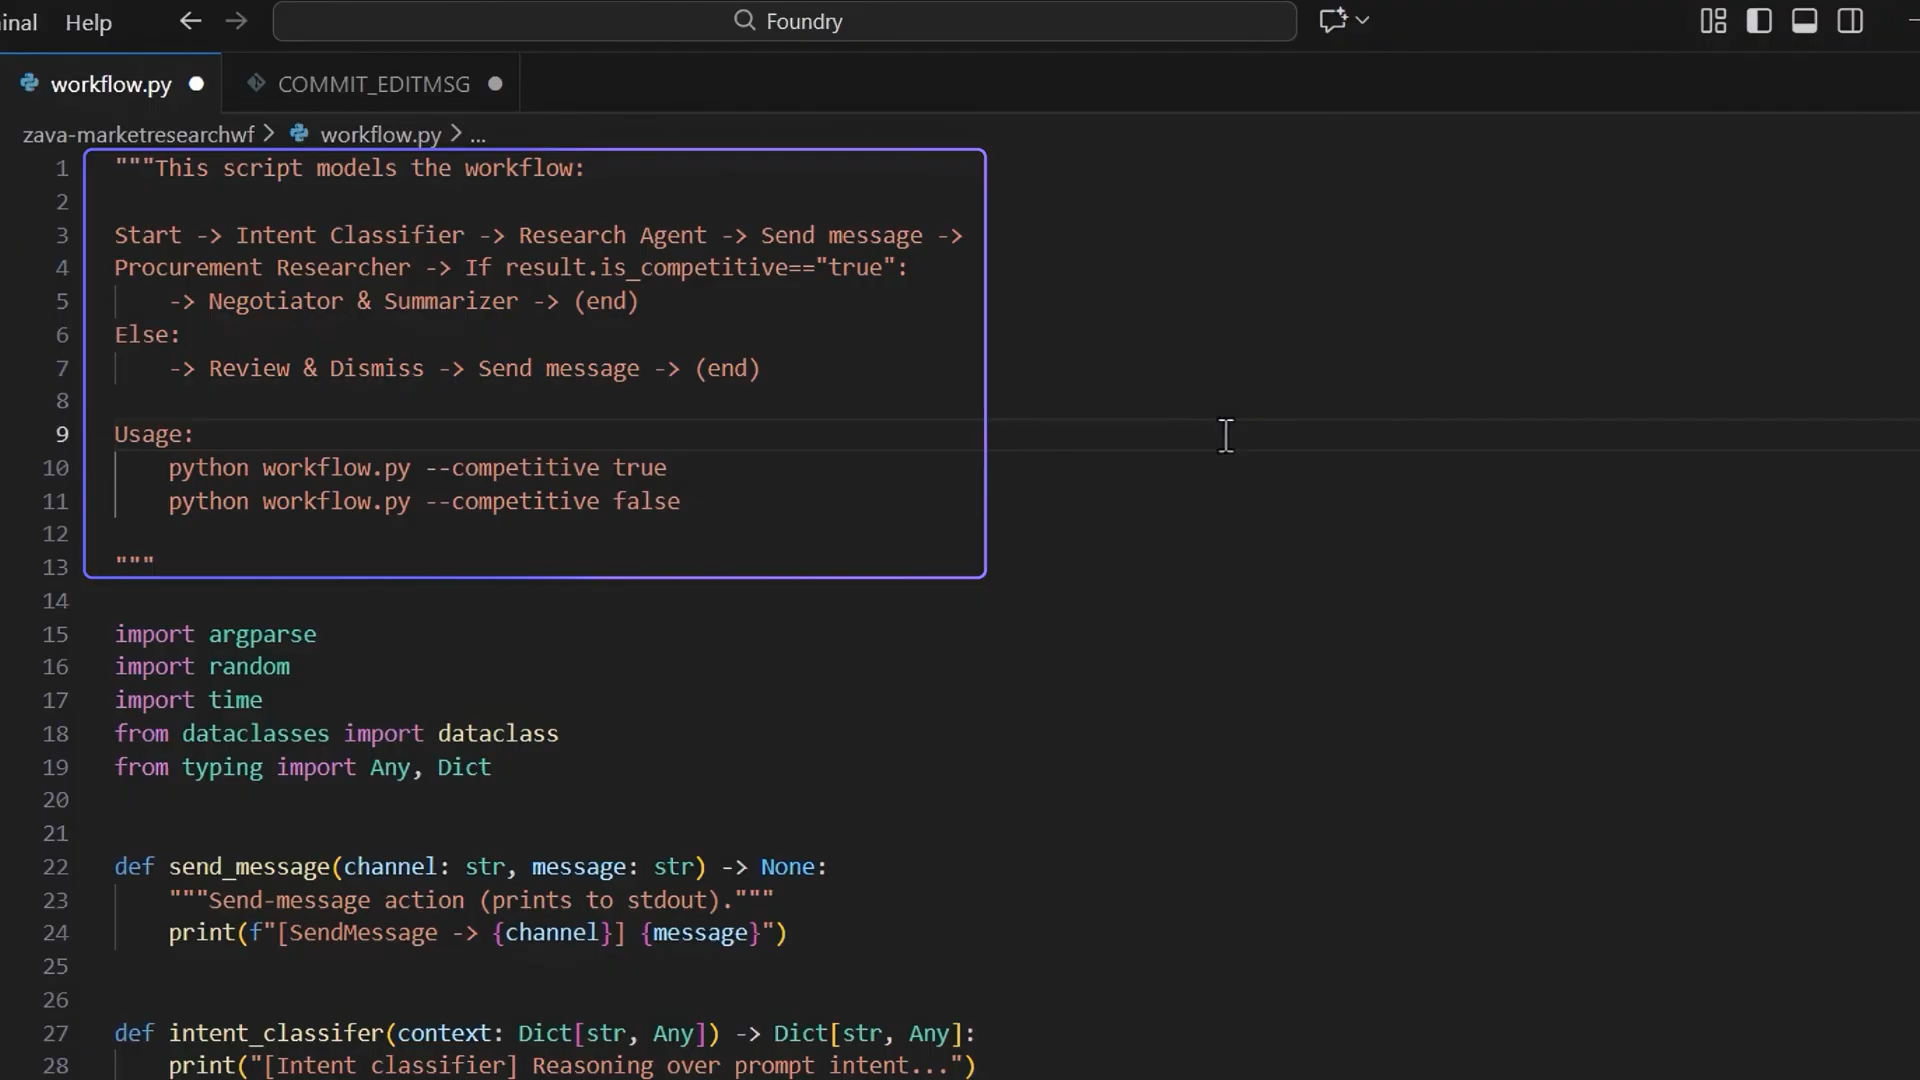 Help
Foundry
workflow.py
COMMIT_EDITMSG
zava-marketresearchwf > workflow.py > ...
1 """This script models the workflow:
2
3 Start -> Intent Classifier -> Research Agent -> Send message ->
4 Procurement Researcher -> If result.is_competitive=="true":
5 -> Negotiator & Summarizer -> (end)
6 Else:
7 -> Review & Dismiss -> Send message -> (end)
8
9 Usage:
10 python workflow.py --competitive true
11 python workflow.py --competitive false
12
13 """
14
15 import argparse
16 import random
17 import time
18 from dataclasses import dataclass
19 from typing import Any, Dict
20
21
22 def send_message(channel: str, message: str) -> None:
23 """Send-message action (prints to stdout)."""
24 print(f"[SendMessage -> {channel}] {message}")
25
26
27 def intent_classifer(context: Dict[str, Any]) -> Dict[str, Any]:
28 print("[Intent classifier] Reasoning over prompt intent...")